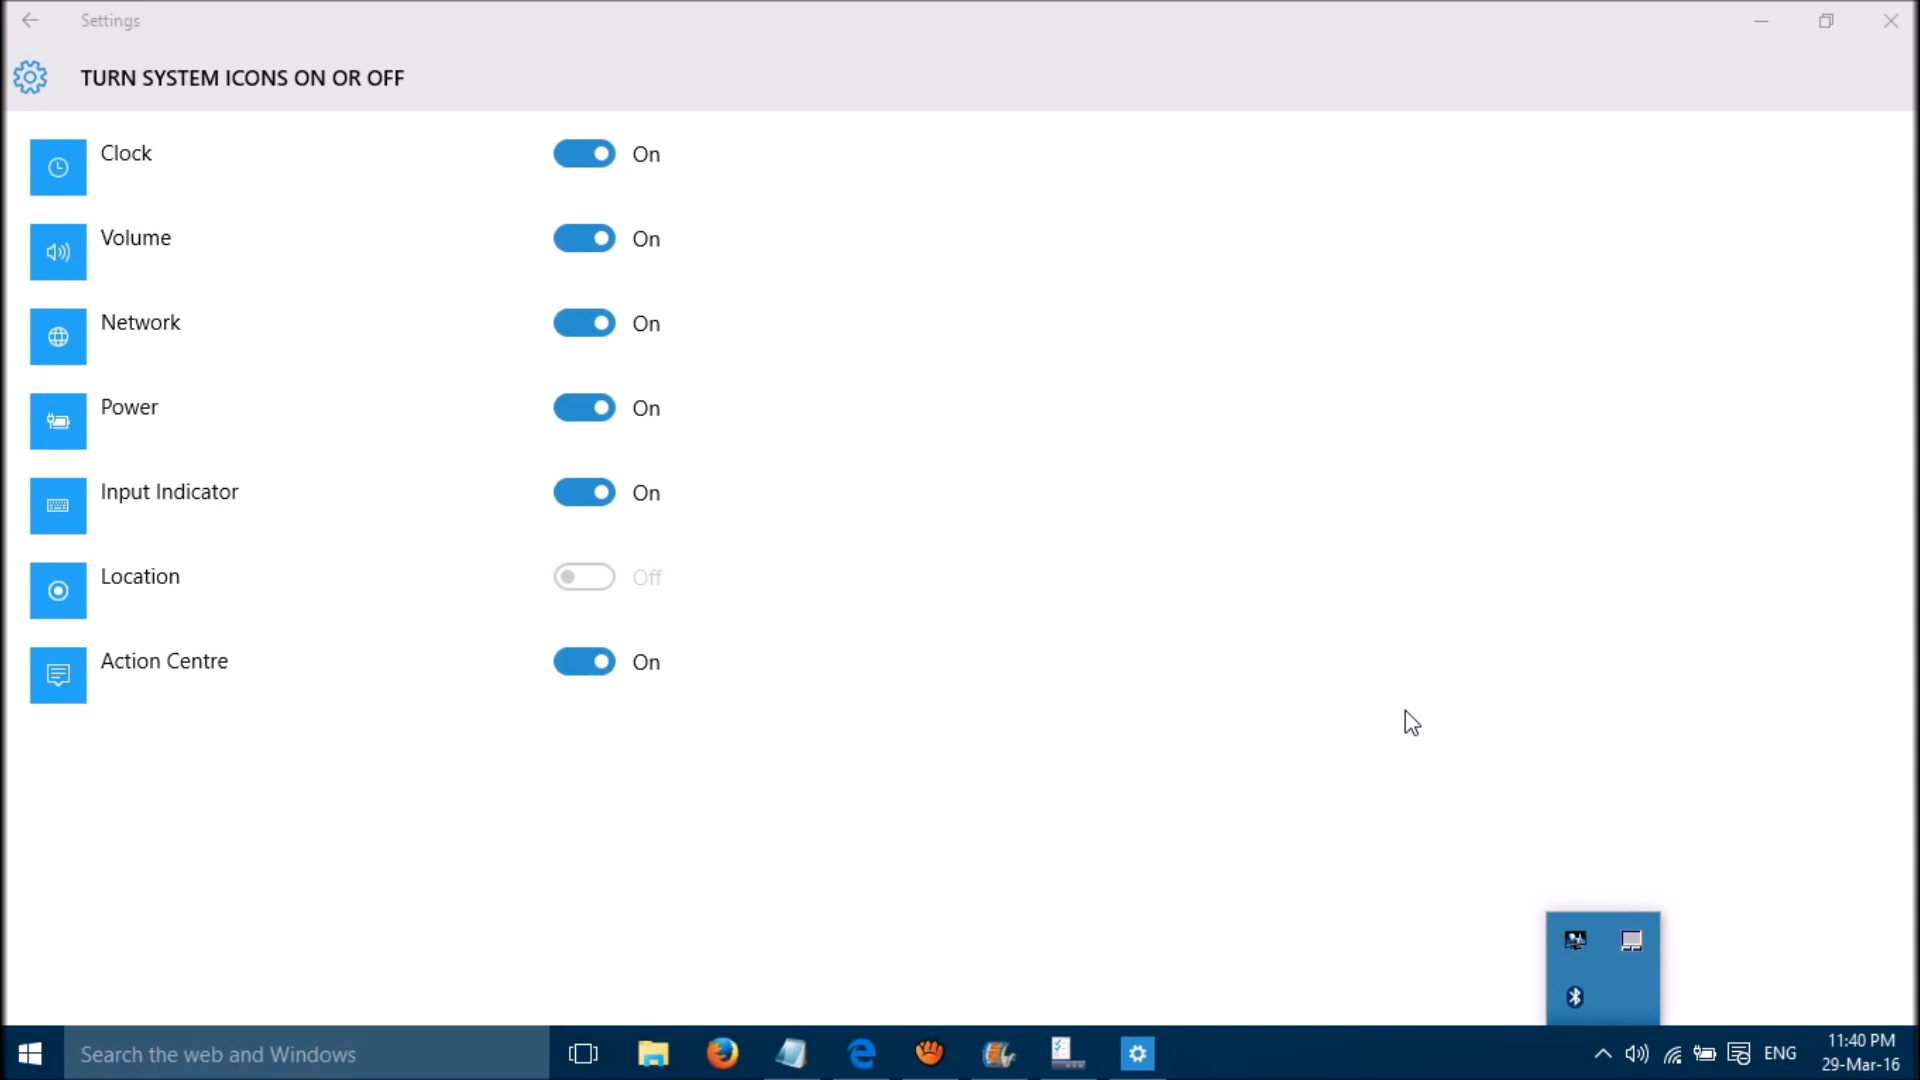 Settings
TURN SYSTEM ICONS ON OR OFF
Clock On
Volume On
Network On
Power On
Input Indicator On
Location Off
Action Centre On
Search the web and Windows
ENG
11:40 PM
29-Mar-16